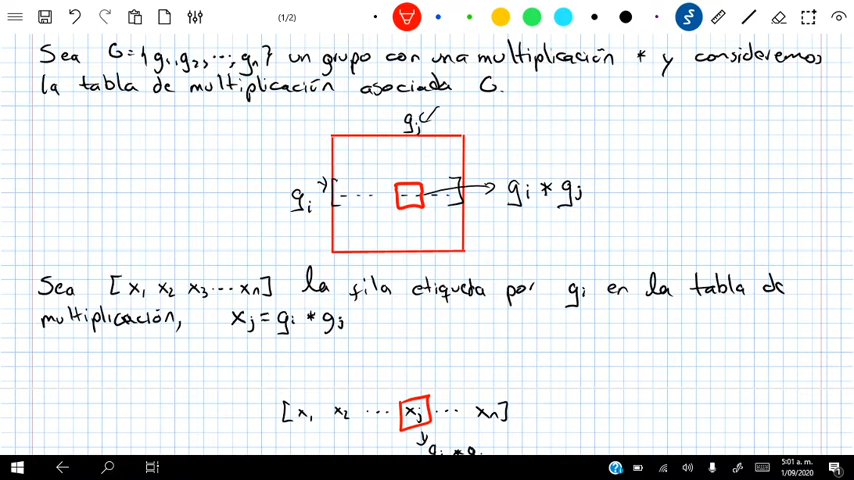 (1/2)
Sea G={g1,g2,...,gn} un grupo con una multiplicación * y consideremos
la tabla de multiplicación asociada G.
gj
gi [-- ... -- --] → gi * gj
Sea [x1 x2 x3...xn] la fila etiqueta por gi en la tabla de
multiplicación, xj = gi * gj
[x1 x2 ... xj ... xn]
gi * gj
5:01 a. m.
1/09/2020